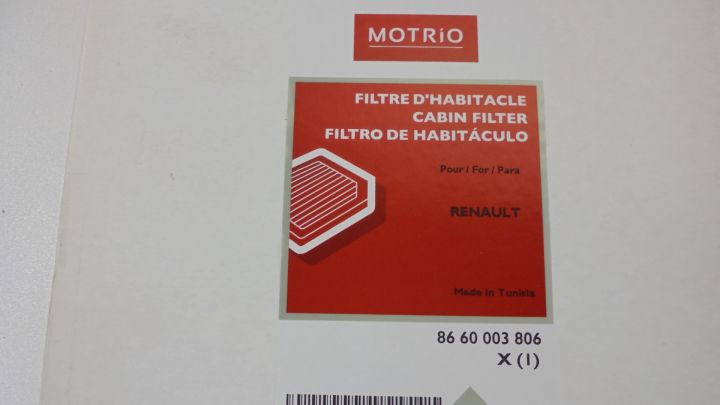 MOTRiO
FILTRE D'HABITACLE
CABIN FILTER
FILTRO DE HABITÁCULO
Pour / For / Para
RENAULT
Made in Tunisia
86 60 003 806
X (1)